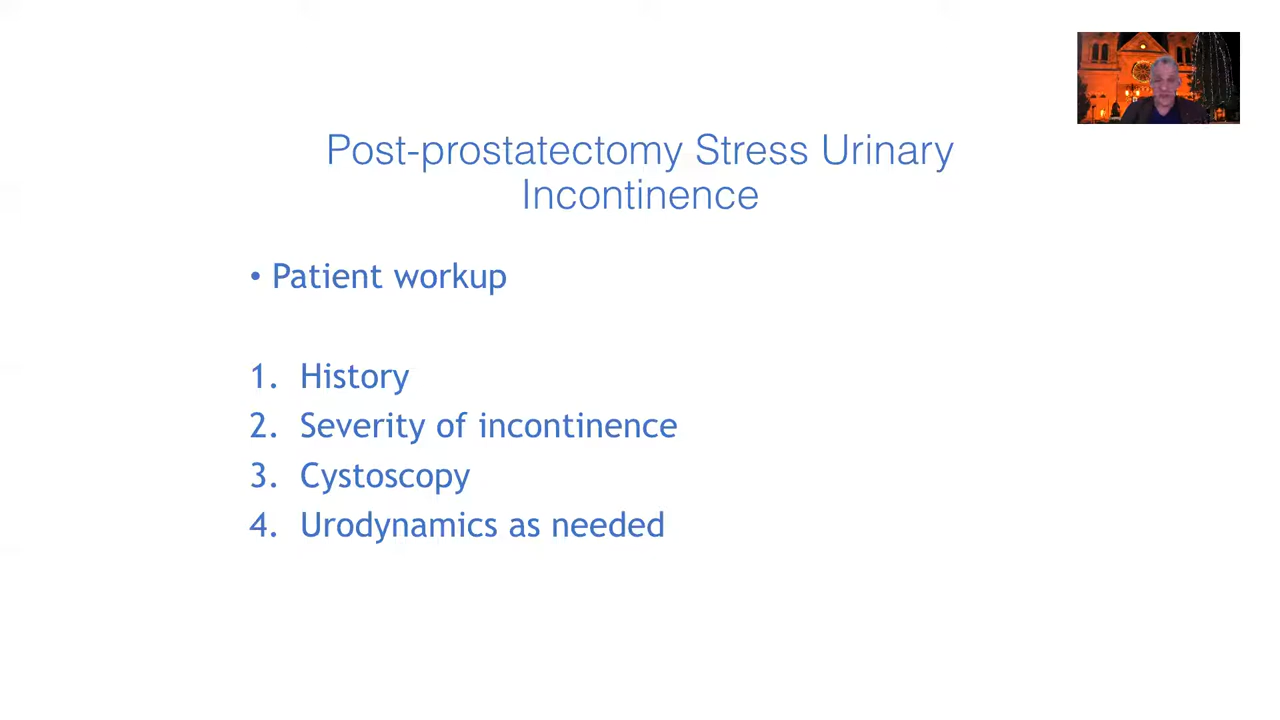 Post-prostatectomy Stress Urinary
Incontinence
• Patient workup
1. History
2. Severity of incontinence
3. Cystoscopy
4. Urodynamics as needed